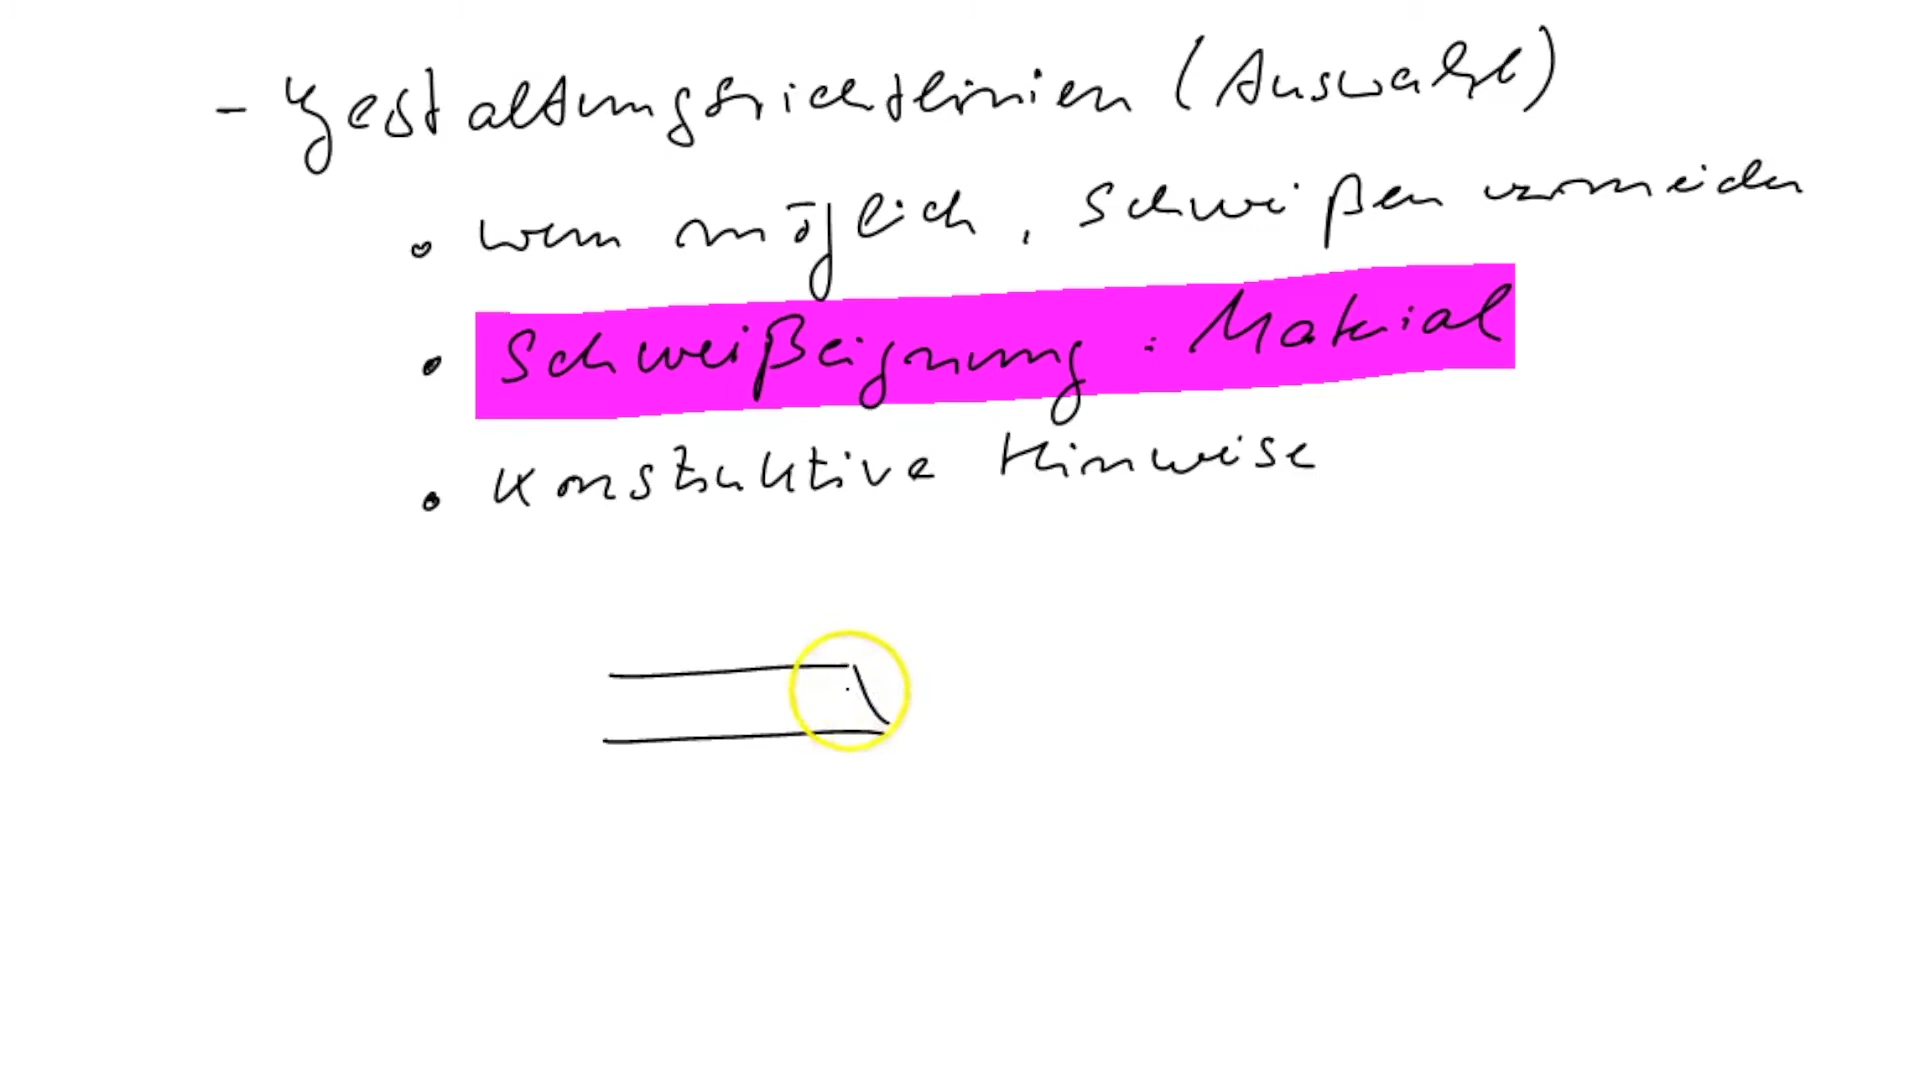 - Gestaltungsrichtlinien (Auswahl)
• wenn möglich, Schweißen vermeiden
• Schweißeignung : Material
• Konstruktive Hinweise